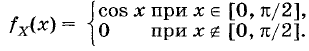 f_X(x) = { cos x при x ∈ [0, π/2],
0 при x ∉ [0, π/2].